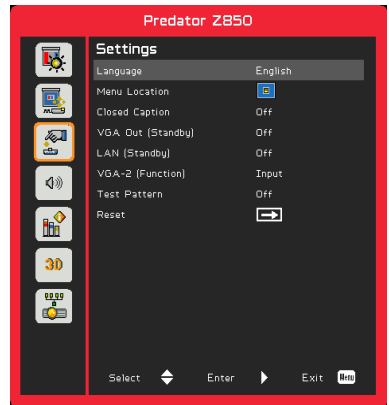 Predator Z850
Settings
Language English
Menu Location
Closed Caption Off
VGA Out (Standby) Off
LAN (Standby) Off
VGA-2 (Function) Input
Test Pattern Off
Reset
3D
Select Enter Exit Menu